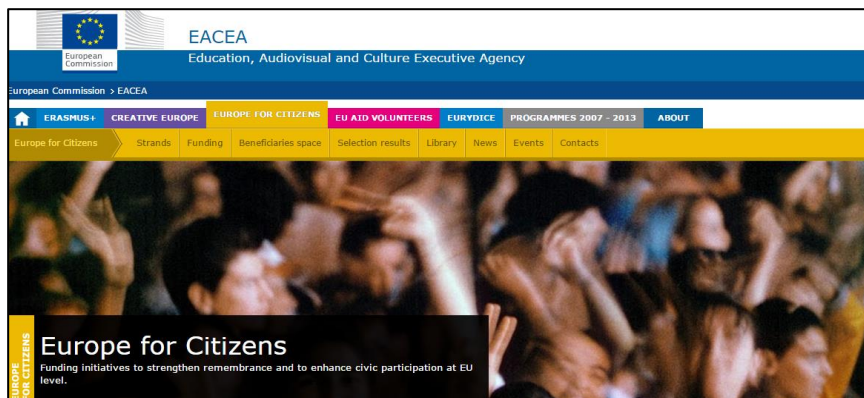 EACEA
European
Commission
Education, Audiovisual and Culture Executive Agency
European Commission > EACEA
ERASMUS+ CREATIVE EUROPE EUROPE FOR CITIZENS EU AID VOLUNTEERS EURYDICE PROGRAMMES 2007 - 2013 ABOUT
Europe for Citizens Strands Funding Beneficiaries space Selection results Library News Events Contacts
EUROPE
FOR CITIZENS
Europe for Citizens
Funding initiatives to strengthen remembrance and to enhance civic participation at EU
level.